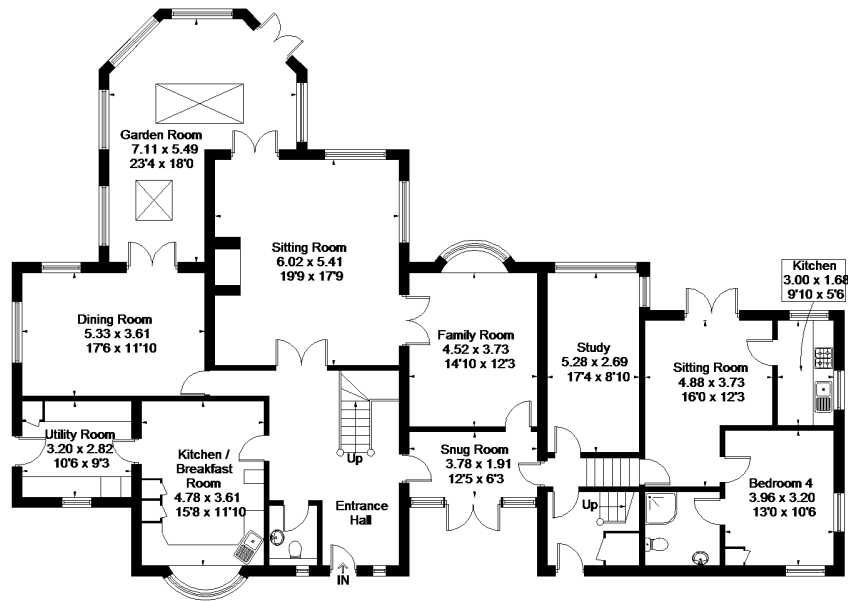 Garden Room
7.11 x 5.49
23'4 x 18'0
Sitting Room
6.02 x 5.41
19'9 x 17'9
Kitchen
3.00 x 1.68
9'10 x 5'6
Dining Room
5.33 x 3.61
17'6 x 11'10
Family Room
4.52 x 3.73
14'10 x 12'3
Study
5.28 x 2.69
17'4 x 8'10
Sitting Room
4.88 x 3.73
16'0 x 12'3
Utility Room
3.20 x 2.82
10'6 x 9'3
Kitchen /
Breakfast
Room
4.78 x 3.61
15'8 x 11'10
Up
Snug Room
3.78 x 1.91
12'5 x 6'3
Entrance
Hall
Up
Bedroom 4
3.96 x 3.20
13'0 x 10'6
IN